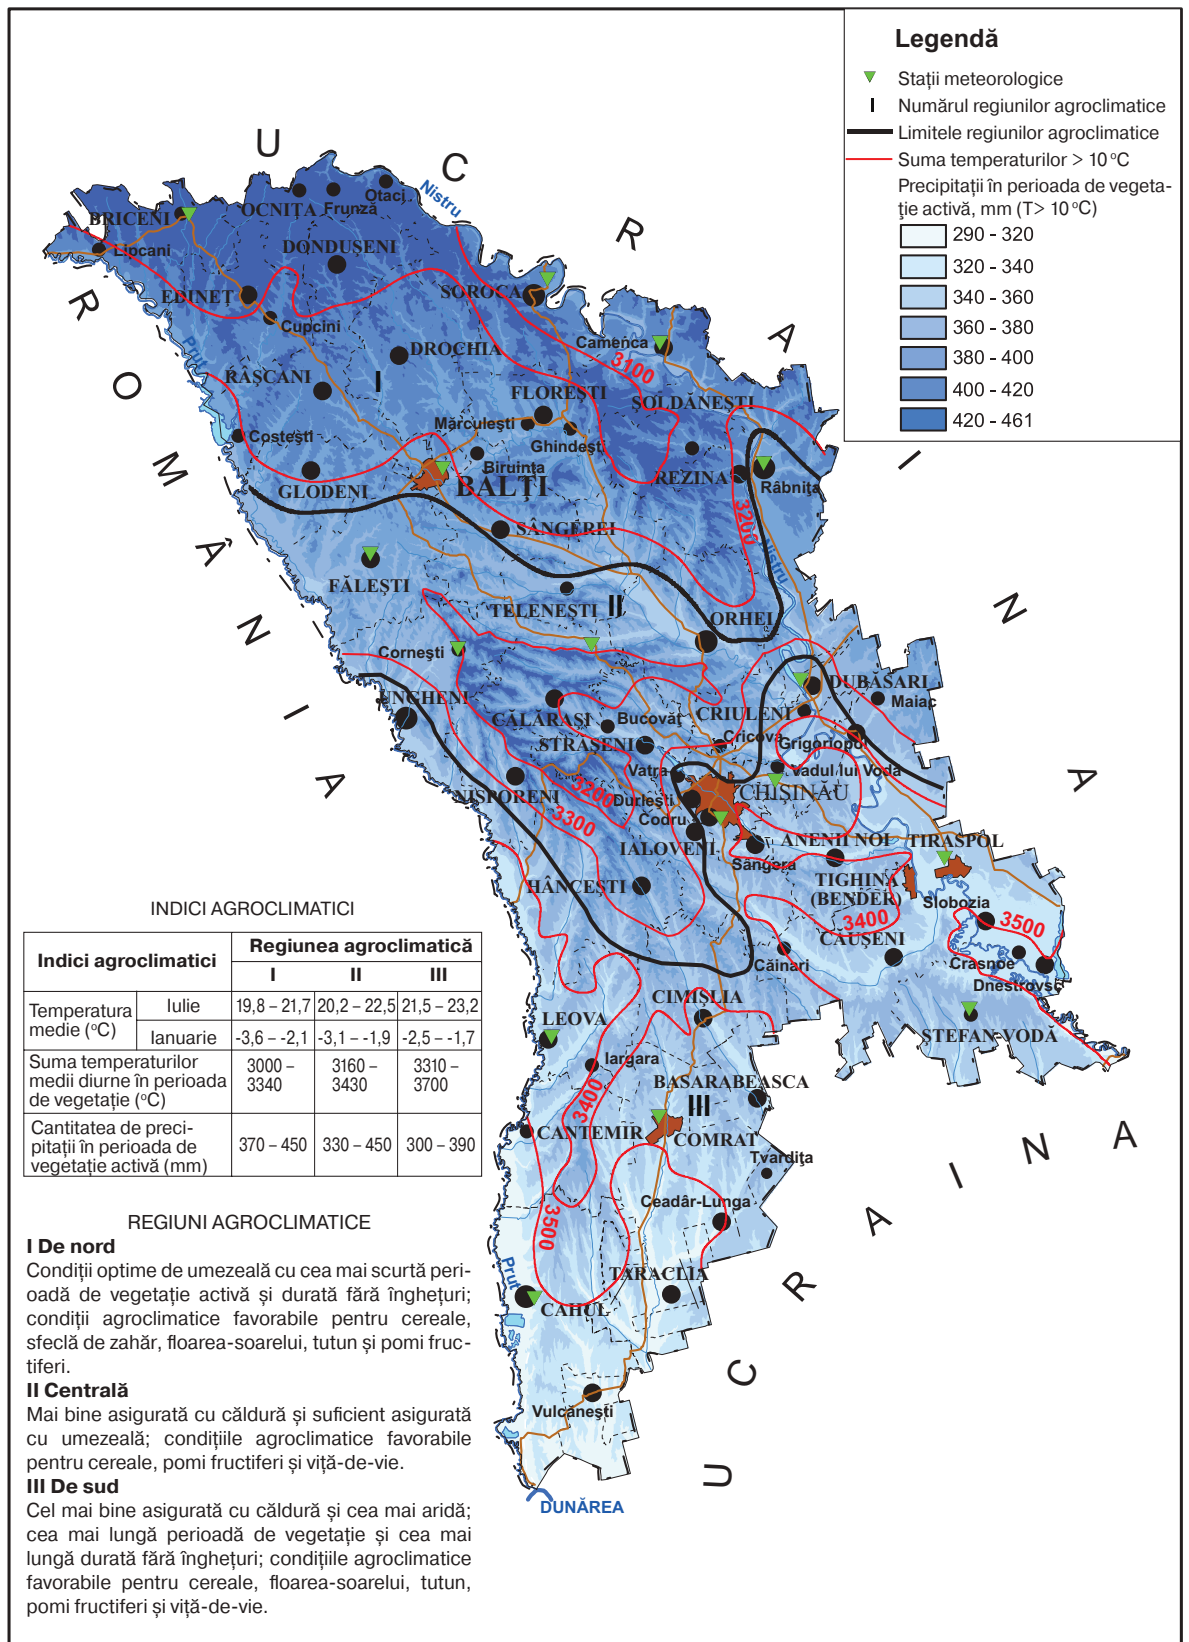 Legendă
Stații meteorologice
I Numărul regiunilor agroclimatice
Limitele regiunilor agroclimatice
Suma temperaturilor > 10 °C
Precipitații în perioada de vegeta-
ție activă, mm (T> 10 °C)
290 - 320
320 - 340
340 - 360
360 - 380
380 - 400
400 - 420
420 - 461
UCRAINA
ROMÂNIA
UCRAINA
Nistru
Otaci
OCNIȚA
Frunză
BRICENI
Lipcani
DONDUȘENI
EDINEȚ
SOROCA
Cupcini
Camenca
DROCHIA
3100
Prut
RÂȘCANI
I
FLOREȘTI
ȘOLDĂNEȘTI
Mărculești
Ghindești
Costești
Biruința
GLODENI
BĂLȚI
REZINA
Râbnița
3200
SÂNGEREI
Nistru
FĂLEȘTI
TELENEȘTI
II
ORHEI
Cornești
UNGHENI
DUBĂSARI
Maiac
CĂLĂRAȘI
Bucovăț
CRIULENI
STRĂȘENI
Cricova
Grigoriopol
Vatra
Vadul lui Vodă
NISPORENI
3200
Durlești
CHIȘINĂU
3300
Codru
IALOVENI
ANENII NOI
TIRASPOL
Sângera
HÂNCEȘTI
TIGHINA
(BENDER)
Slobozia
3400
3500
CĂUȘENI
Căinari
Crasnoe
Dnestrovsc
CIMIȘLIA
LEOVA
ȘTEFAN-VODĂ
Iargara
BASARABEASCA
3400
III
CANTEMIR
COMRAT
Tvardița
Ceadâr-Lunga
3500
Prut
TARACLIA
CAHUL
Vulcănești
DUNĂREA
INDICI AGROCLIMATICI
Indici agroclimatici Regiunea agroclimatică
I II III
Temperatura medie (°C) Iulie 19,8 – 21,7 20,2 – 22,5 21,5 – 23,2
Ianuarie -3,6 – -2,1 -3,1 – -1,9 -2,5 – -1,7
Suma temperaturilor
medii diurne în perioada
de vegetație (°C)
3000 – 3340 3160 – 3430 3310 – 3700
Cantitatea de preci-
pitații în perioada de
vegetație activă (mm)
370 – 450 330 – 450 300 – 390
REGIUNI AGROCLIMATICE
I De nord
Condiții optime de umezeală cu cea mai scurtă peri-
oadă de vegetație activă și durată fără înghețuri;
condiții agroclimatice favorabile pentru cereale,
sfeclă de zahăr, floarea-soarelui, tutun și pomi fruc-
tiferi.
II Centrală
Mai bine asigurată cu căldură și suficient asigurată
cu umezeală; condițiile agroclimatice favorabile
pentru cereale, pomi fructiferi și viță-de-vie.
III De sud
Cel mai bine asigurată cu căldură și cea mai aridă;
cea mai lungă perioadă de vegetație și cea mai
lungă durată fără înghețuri; condițiile agroclimatice
favorabile pentru cereale, floarea-soarelui, tutun,
pomi fructiferi și viță-de-vie.